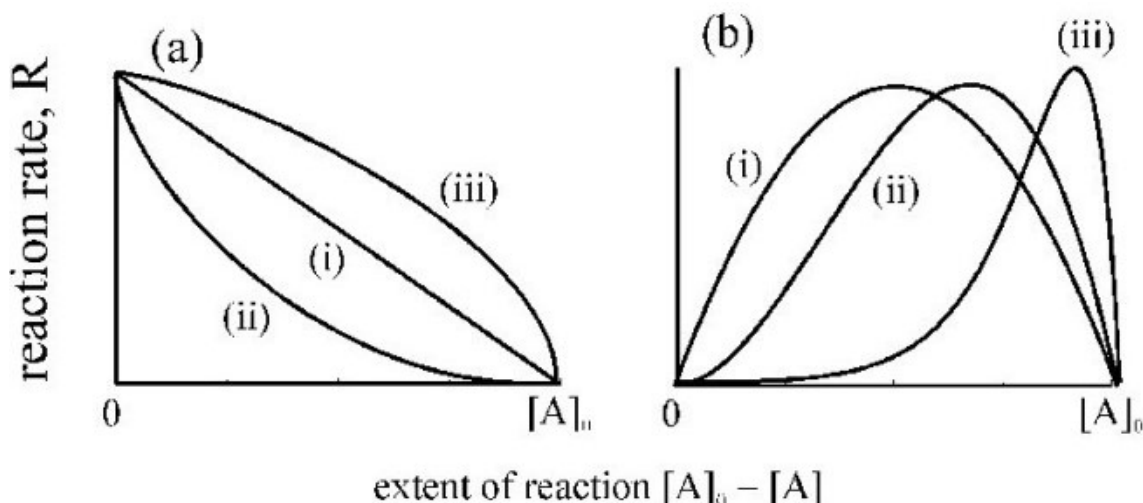 (a)
(b)
(iii)
(i)
(ii)
(iii)
(i)
(ii)
reaction rate, R
0
[A]₀
0
[A]₀
extent of reaction [A]₀ – [A]